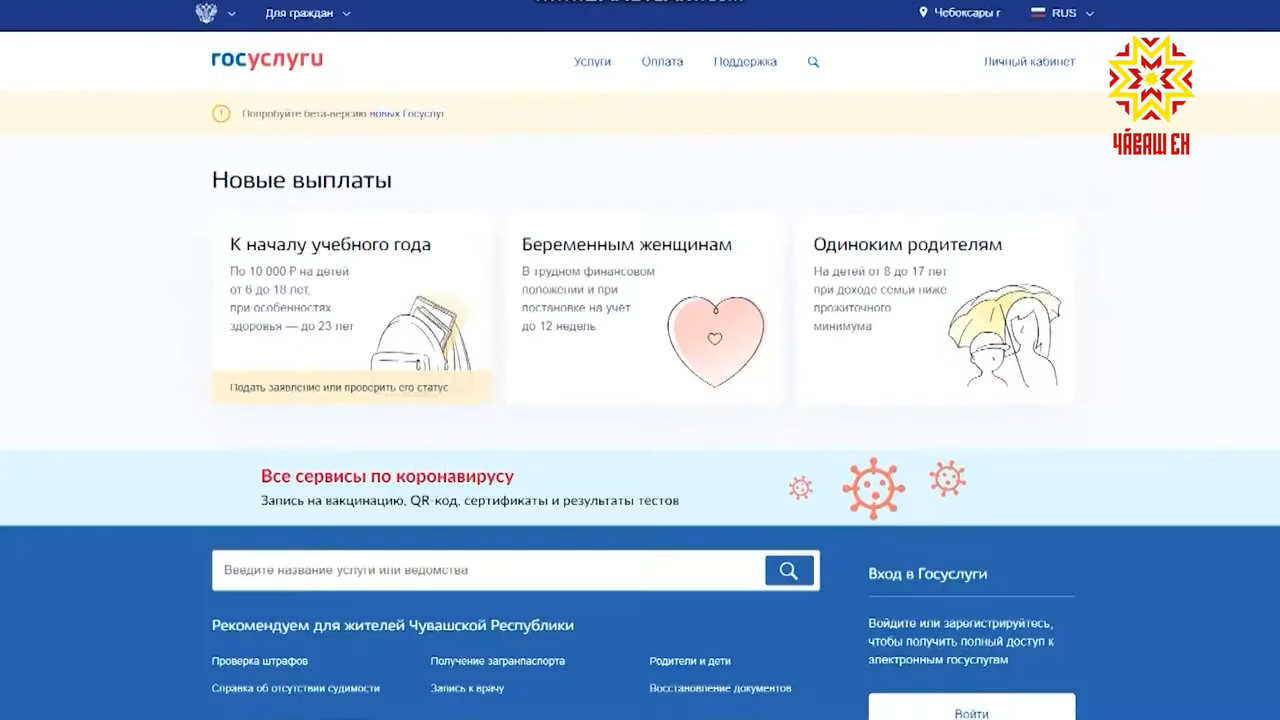 Для граждан
Чебоксары г
RUS
госуслуги
Услуги
Оплата
Поддержка
Личный кабинет
ЧӐВАШ ЕН
Попробуйте бета-версию новых Госуслуг
Новые выплаты
К началу учебного года
По 10 000 Р на детей
от 6 до 18 лет,
при особенностях
здоровья — до 23 лет
Подать заявление или проверить его статус
Беременным женщинам
В трудном финансовом
положении и при
постановке на учёт
до 12 недель
Одиноким родителям
На детей от 8 до 17 лет
при доходе семьи ниже
прожиточного
минимума
Все сервисы по коронавирусу
Запись на вакцинацию, QR-код, сертификаты и результаты тестов
Введите название услуги или ведомства
Рекомендуем для жителей Чувашской Республики
Проверка штрафов
Получение загранпаспорта
Родители и дети
Справка об отсутствии судимости
Запись к врачу
Восстановление документов
Вход в Госуслуги
Войдите или зарегистрируйтесь,
чтобы получить полный доступ к
электронным госуслугам
Войти